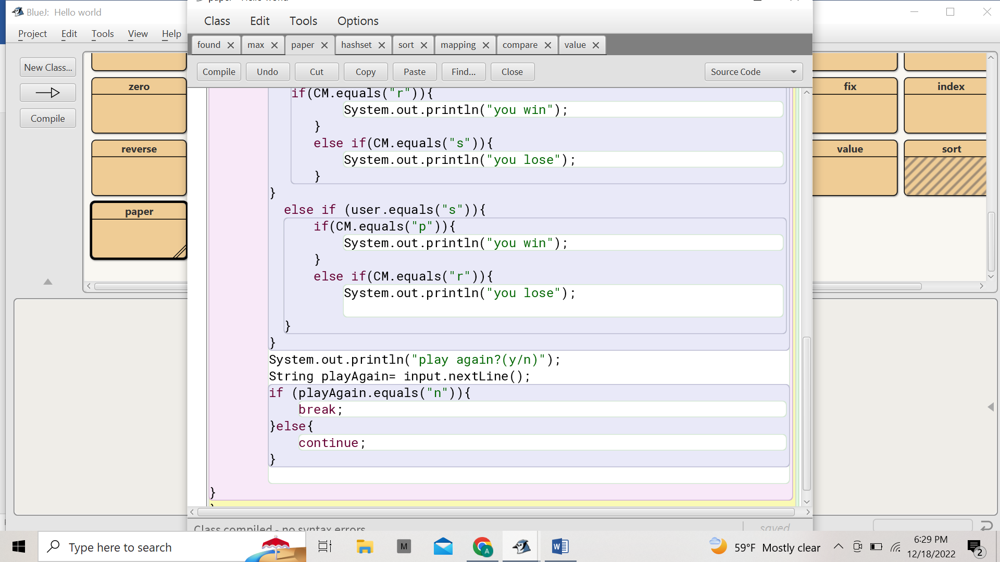 BlueJ: Hello world
Project Edit Tools View Help
New Class...
Compile
zero
reverse
paper
Class Edit Tools Options
found max paper hashset sort mapping compare value
Compile Undo Cut Copy Paste Find... Close Source Code
if(CM.equals("r")){
System.out.println("you win");
}
else if(CM.equals("s")){
System.out.println("you lose");
}
}
else if (user.equals("s")){
if(CM.equals("p")){
System.out.println("you win");
}
else if(CM.equals("r")){
System.out.println("you lose");
}
}
System.out.println("play again?(y/n)");
String playAgain= input.nextLine();
if (playAgain.equals("n")){
break;
}else{
continue;
}
}
Class compiled - no syntax errors
saved
fix index
value sort
Type here to search
M
A
W
59°F Mostly clear
6:29 PM
12/18/2022
2